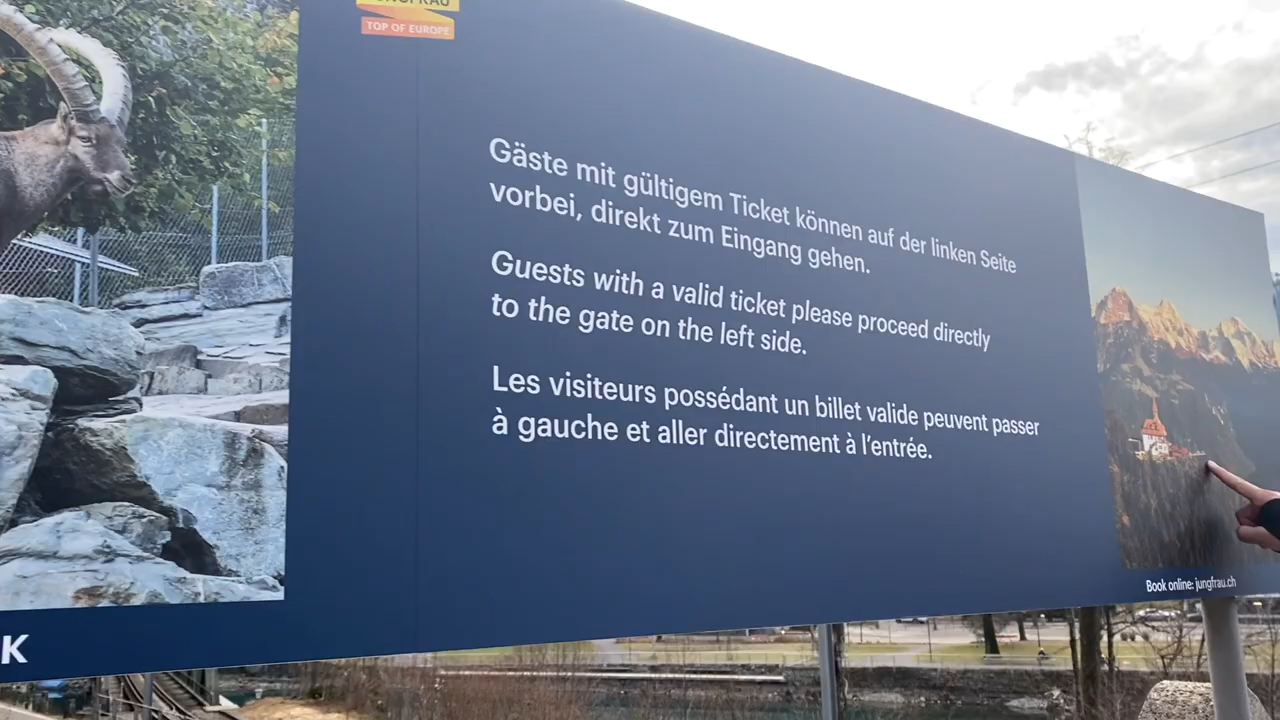 JUNGFRAU
TOP OF EUROPE
Gäste mit gültigem Ticket können auf der linken Seite
vorbei, direkt zum Eingang gehen.
Guests with a valid ticket please proceed directly
to the gate on the left side.
Les visiteurs possédant un billet valide peuvent passer
à gauche et aller directement à l'entrée.
Book online: jungfrau.ch
K